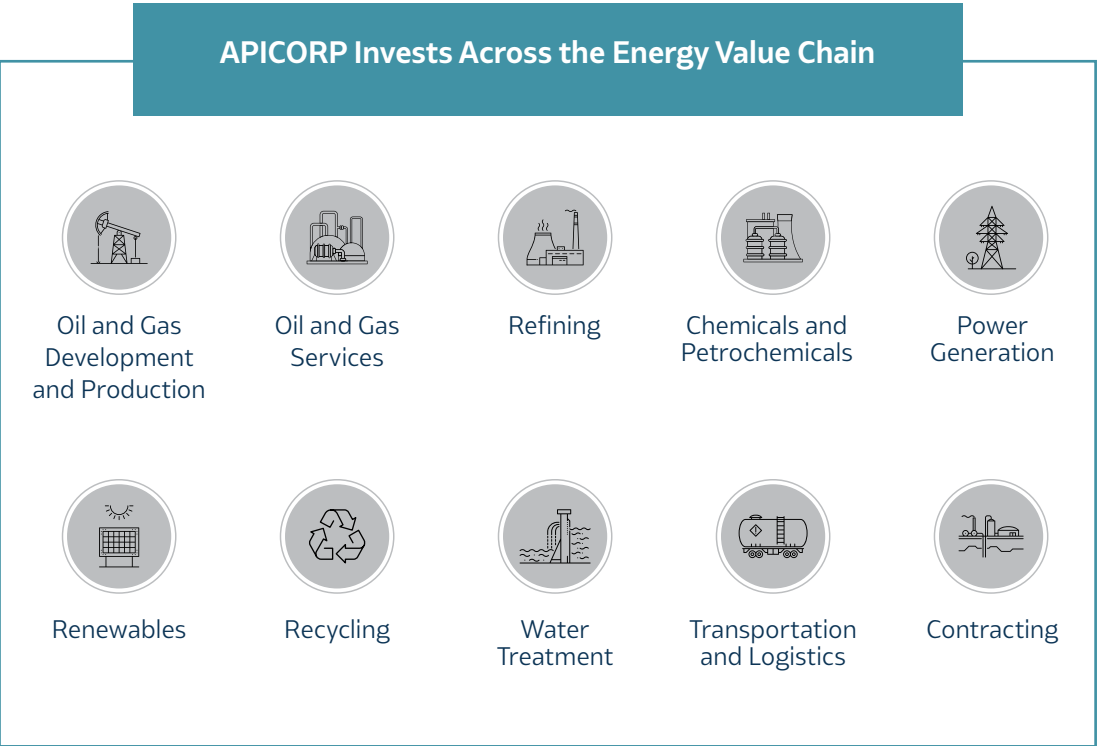 APICORP Invests Across the Energy Value Chain
Oil and Gas
Development
and Production
Oil and Gas
Services
Refining
Chemicals and
Petrochemicals
Power
Generation
Renewables
Recycling
Water
Treatment
Transportation
and Logistics
Contracting